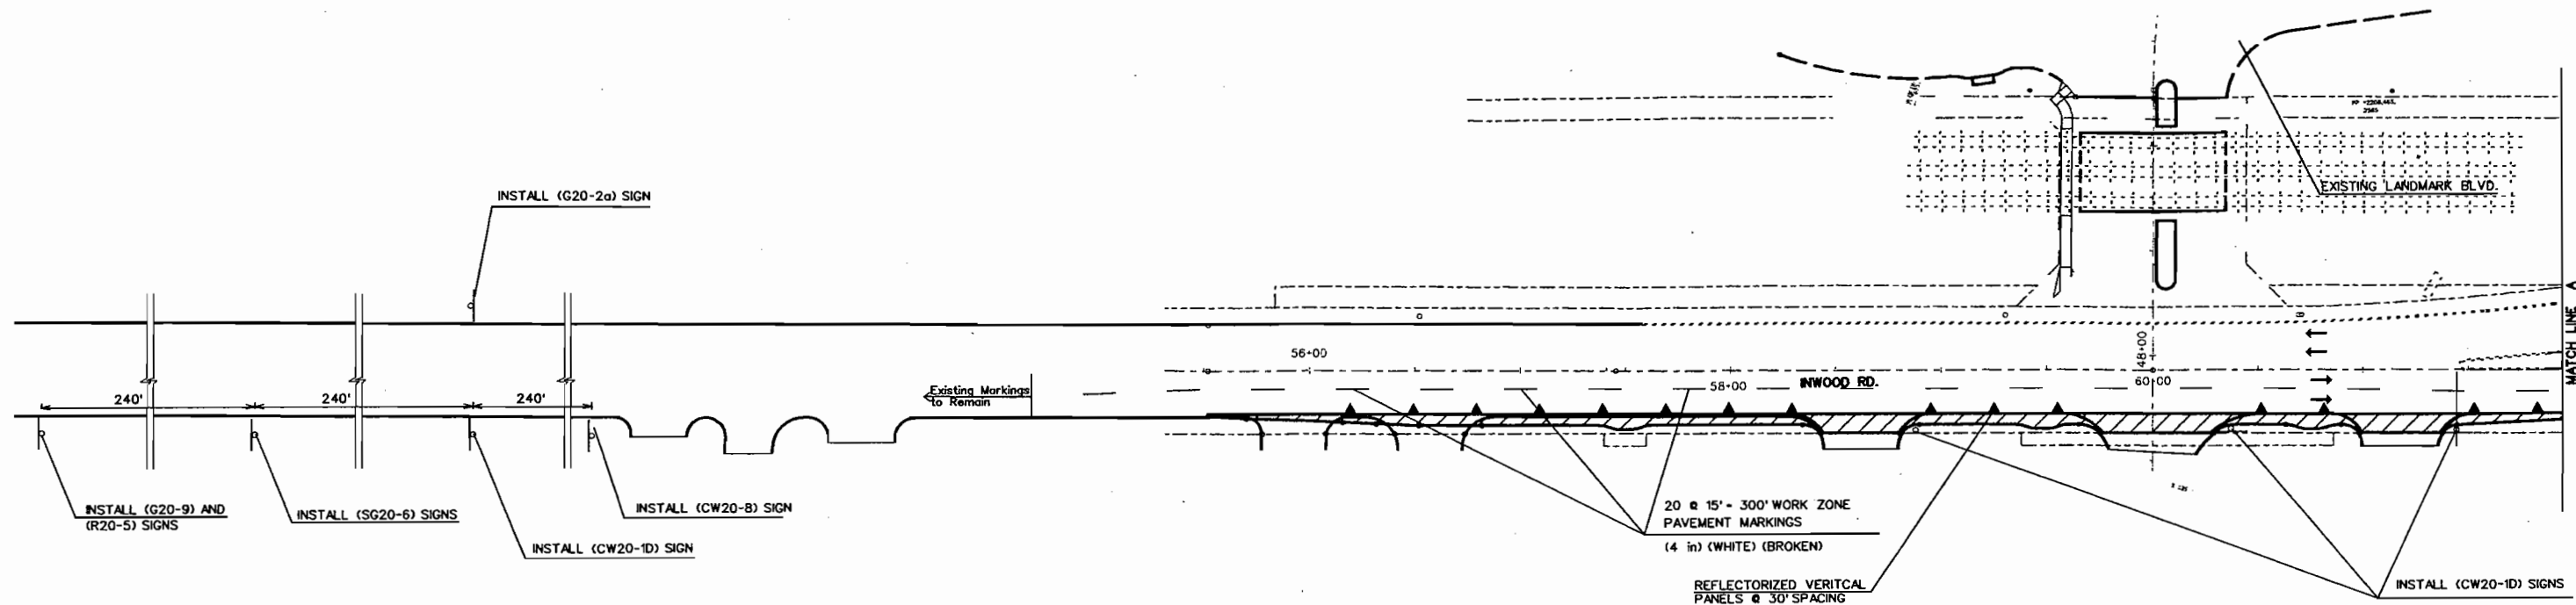 INSTALL (G20-2a) SIGN
EXISTING LANDMARK BLVD.
MATCH LINE A
56+00
48+00
Existing Markings
to Remain
58+00
INWOOD RD.
60+00
240'
240'
240'
INSTALL (G20-9) AND
(R20-5) SIGNS
INSTALL (SG20-6) SIGNS
INSTALL (CW20-8) SIGN
INSTALL (CW20-1D) SIGN
20 @ 15' - 300' WORK ZONE
PAVEMENT MARKINGS
(4 in) (WHITE) (BROKEN)
REFLECTORIZED VERITCAL
PANELS @ 30' SPACING
INSTALL (CW20-1D) SIGNS